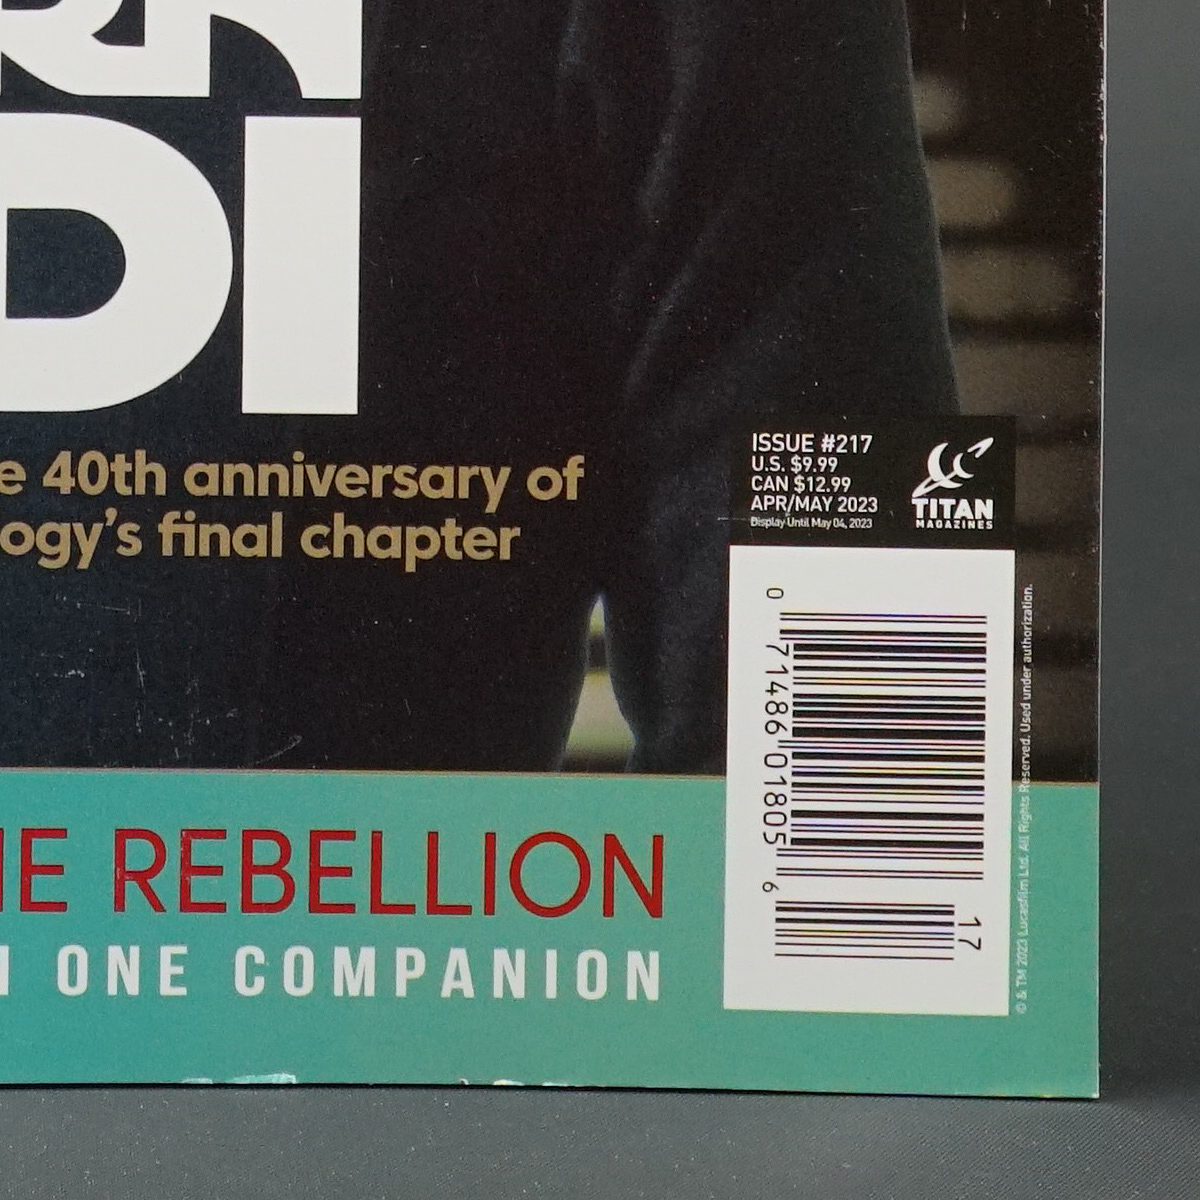 DI
e 40th anniversary of
ogy's final chapter
ISSUE #217
U.S. $9.99
CAN $12.99
APR/MAY 2023
Display Until May 04, 2023
TITAN
MAGAZINES
0 71486 01805 6
17
© & TM 2023 Lucasfilm Ltd. All Rights Reserved. Used under authorization.
HE REBELLION
ONE COMPANION